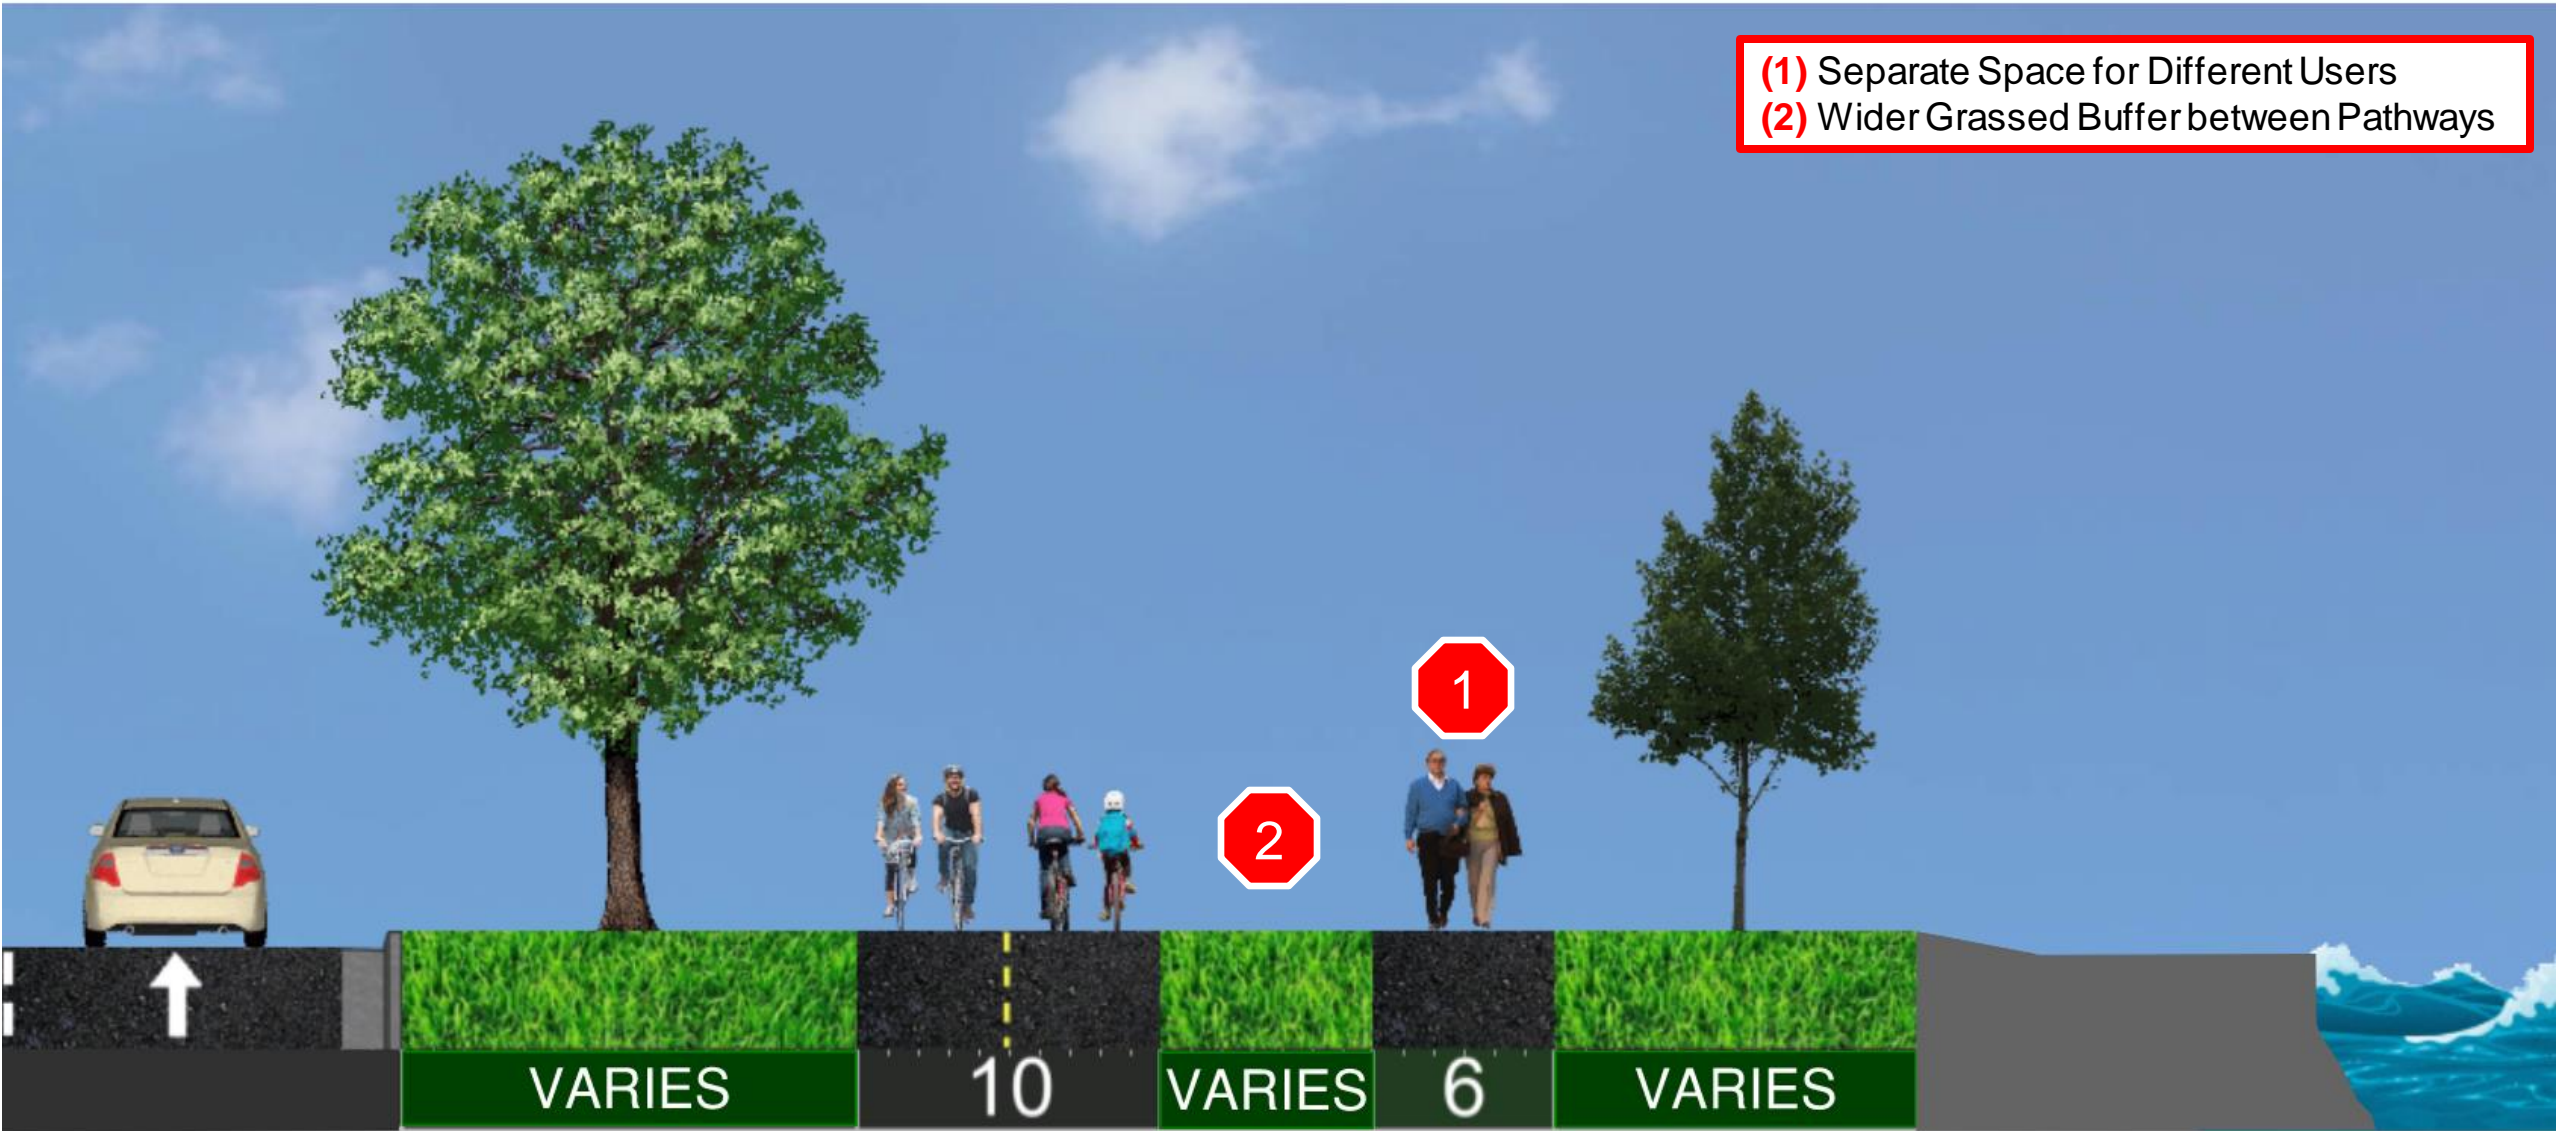 (1) Separate Space for Different Users
(2) Wider Grassed Buffer between Pathways
1
2
VARIES 10 VARIES 6 VARIES